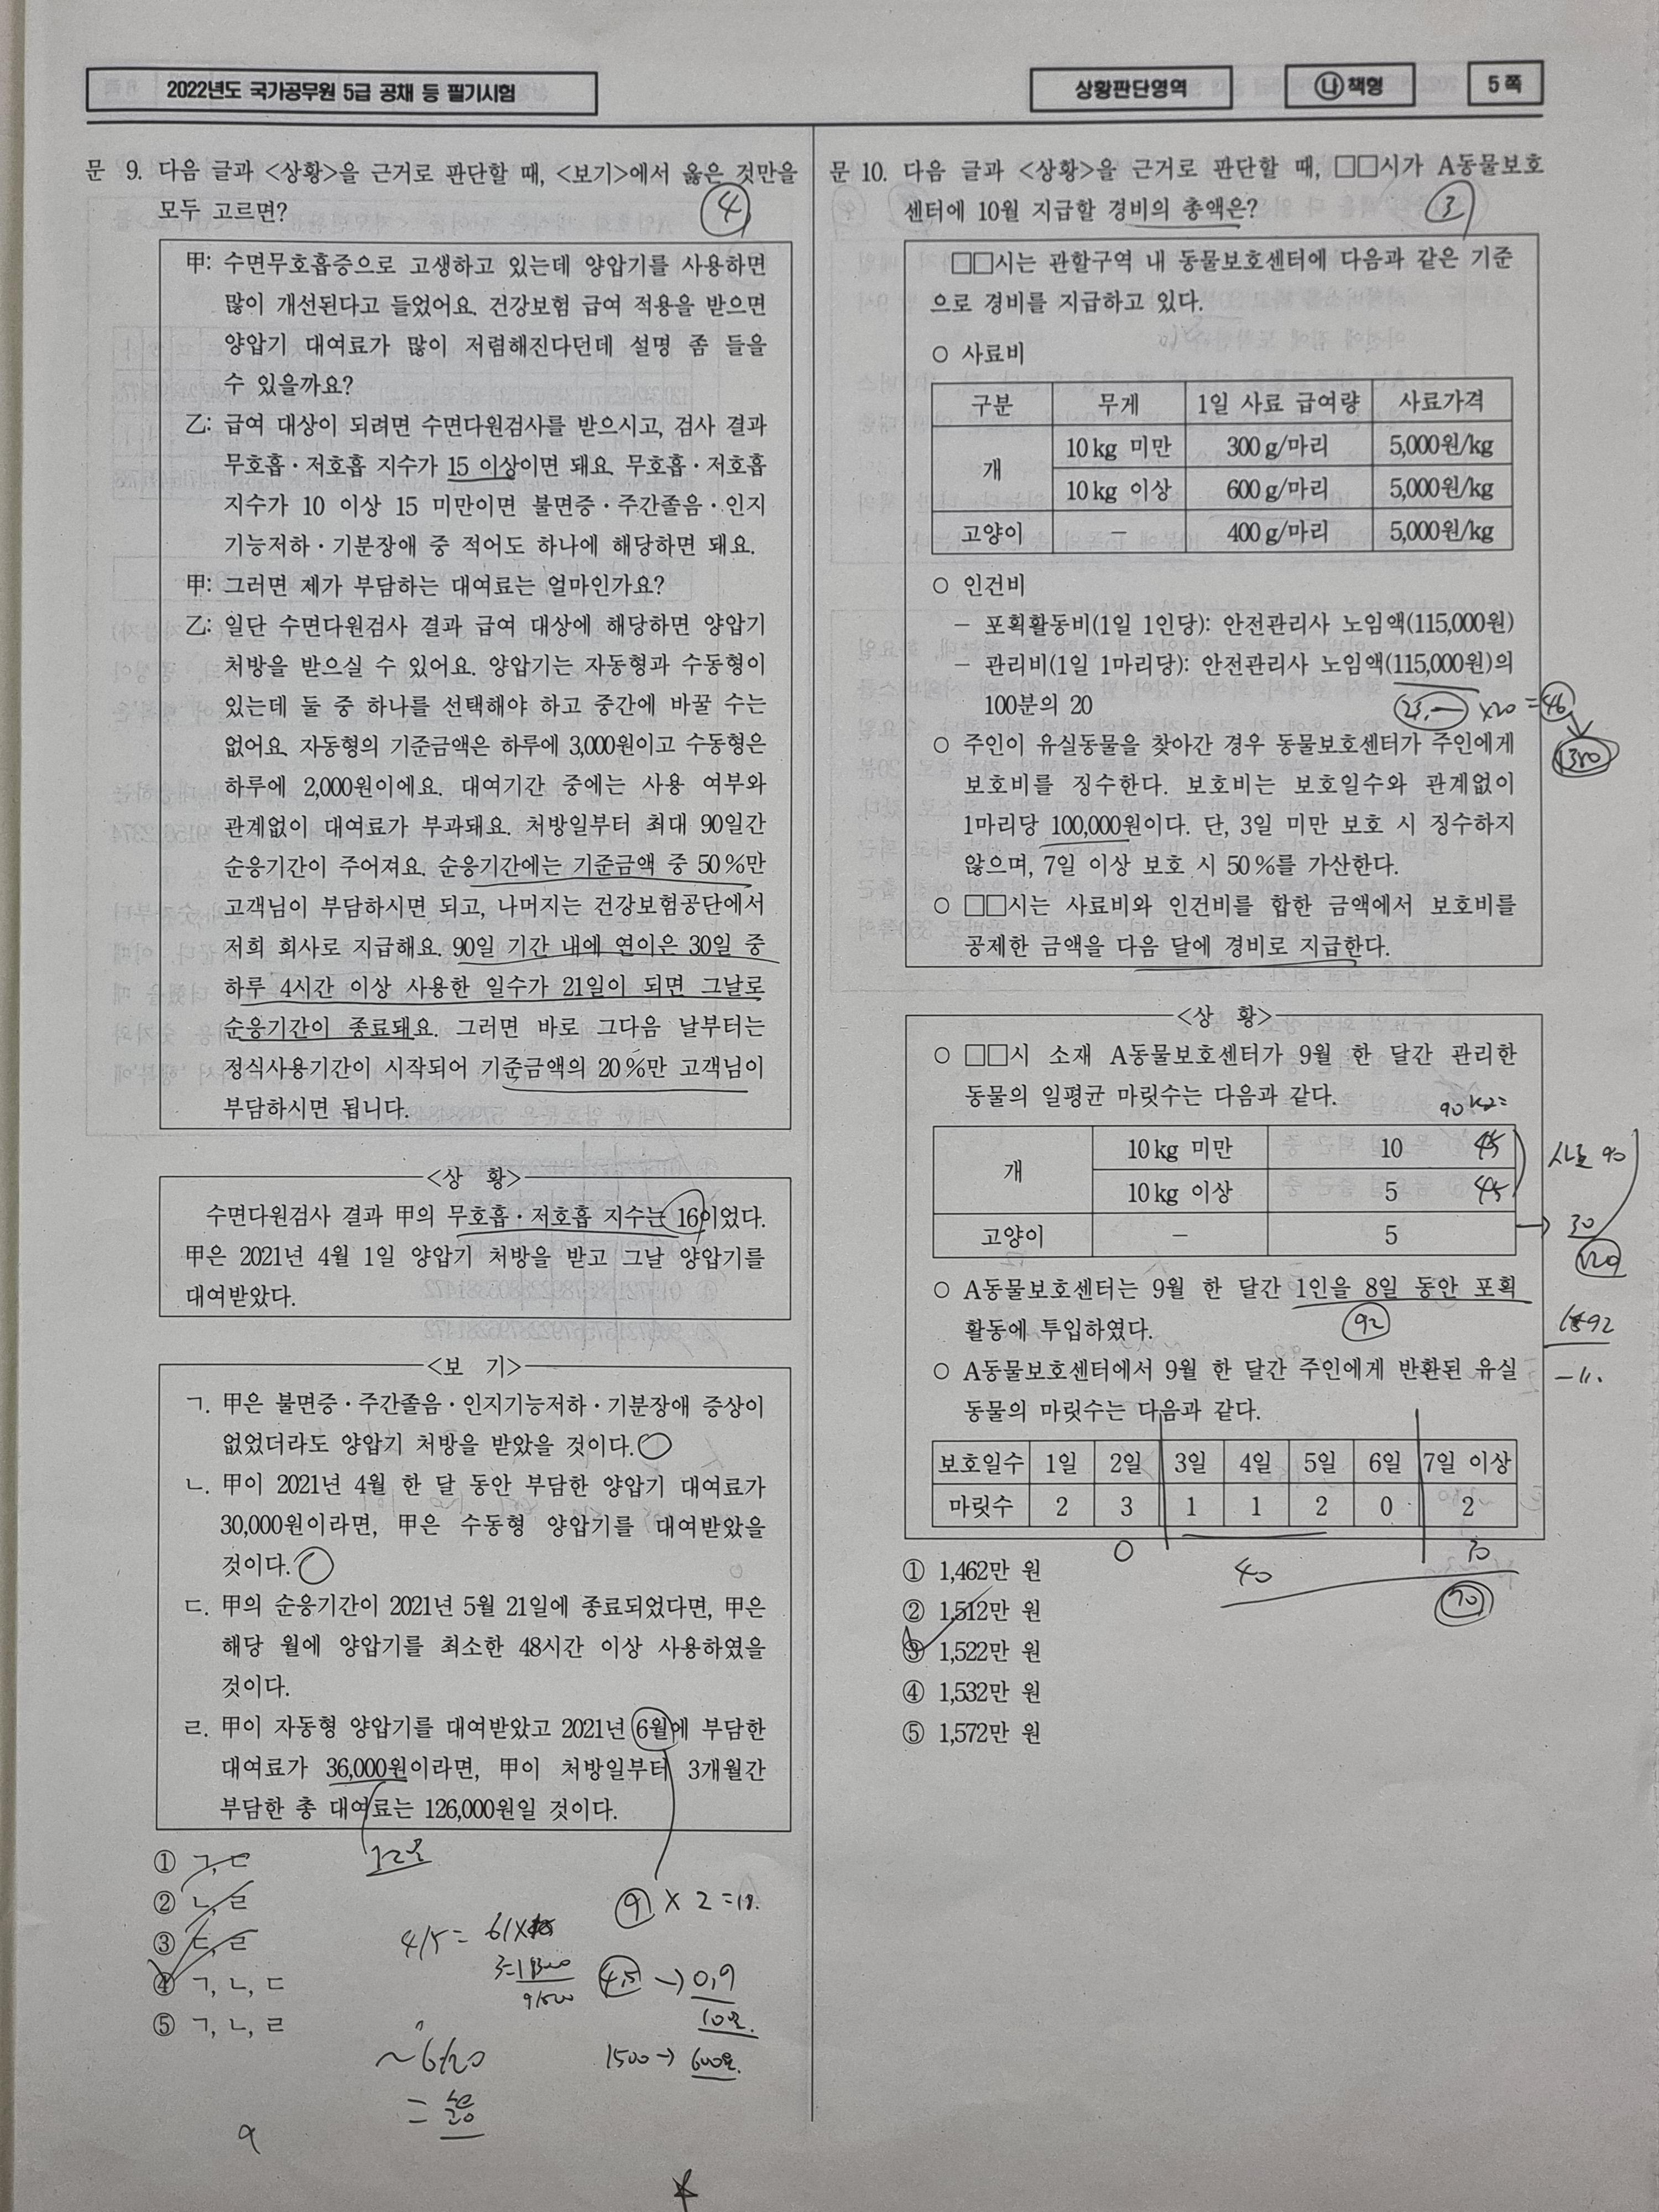 2022년도 국가공무원 5급 공채 등 필기시험
상황판단영역
㉯책형
5 쪽
문 9. 다음 글과 <상황>을 근거로 판단할 때, <보기>에서 옳은 것만을
모두 고르면?
4
甲: 수면무호흡증으로 고생하고 있는데 양압기를 사용하면
많이 개선된다고 들었어요. 건강보험 급여 적용을 받으면
양압기 대여료가 많이 저렴해진다던데 설명 좀 들을
수 있을까요?
乙: 급여 대상이 되려면 수면다원검사를 받으시고, 검사 결과
무호흡·저호흡 지수가 15 이상이면 돼요. 무호흡·저호흡
지수가 10 이상 15 미만이면 불면증·주간졸음·인지
기능저하·기분장애 중 적어도 하나에 해당하면 돼요.
甲: 그러면 제가 부담하는 대여료는 얼마인가요?
乙: 일단 수면다원검사 결과 급여 대상에 해당하면 양압기
처방을 받으실 수 있어요. 양압기는 자동형과 수동형이
있는데 둘 중 하나를 선택해야 하고 중간에 바꿀 수는
없어요. 자동형의 기준금액은 하루에 3,000원이고 수동형은
하루에 2,000원이에요. 대여기간 중에는 사용 여부와
관계없이 대여료가 부과돼요. 처방일부터 최대 90일간
순응기간이 주어져요. 순응기간에는 기준금액 중 50 %만
고객님이 부담하시면 되고, 나머지는 건강보험공단에서
저희 회사로 지급해요. 90일 기간 내에 연이은 30일 중
하루 4시간 이상 사용한 일수가 21일이 되면 그날로
순응기간이 종료돼요. 그러면 바로 그다음 날부터는
정식사용기간이 시작되어 기준금액의 20 %만 고객님이
부담하시면 됩니다.
<상 황>
수면다원검사 결과 甲의 무호흡·저호흡 지수는 16이었다.
甲은 2021년 4월 1일 양압기 처방을 받고 그날 양압기를
대여받았다.
<보 기>
ㄱ. 甲은 불면증·주간졸음·인지기능저하·기분장애 증상이
없었더라도 양압기 처방을 받았을 것이다.
ㄴ. 甲이 2021년 4월 한 달 동안 부담한 양압기 대여료가
30,000원이라면, 甲은 수동형 양압기를 대여받았을
것이다.
ㄷ. 甲의 순응기간이 2021년 5월 21일에 종료되었다면, 甲은
해당 월에 양압기를 최소한 48시간 이상 사용하였을
것이다.
ㄹ. 甲이 자동형 양압기를 대여받았고 2021년 6월에 부담한
대여료가 36,000원이라면, 甲이 처방일부터 3개월간
부담한 총 대여료는 126,000원일 것이다.
① ㄱ, ㄷ
② ㄴ, ㄹ
③ ㄷ, ㄹ
④ ㄱ, ㄴ, ㄷ
⑤ ㄱ, ㄴ, ㄹ
9 × 2 = 18.
4/5 =
4.5 → 0.9
1500 → 600원.
~6/20
문 10. 다음 글과 <상황>을 근거로 판단할 때, □□시가 A동물보호
센터에 10월 지급할 경비의 총액은?
3
□□시는 관할구역 내 동물보호센터에 다음과 같은 기준
으로 경비를 지급하고 있다.
○ 사료비
구분 무게 1일 사료 급여량 사료가격
개 10 kg 미만 300 g/마리 5,000원/kg
10 kg 이상 600 g/마리 5,000원/kg
고양이 - 400 g/마리 5,000원/kg
○ 인건비
- 포획활동비(1일 1인당): 안전관리사 노임액(115,000원)
- 관리비(1일 1마리당): 안전관리사 노임액(115,000원)의
100분의 20
×20 = 46
1380
○ 주인이 유실동물을 찾아간 경우 동물보호센터가 주인에게
보호비를 징수한다. 보호비는 보호일수와 관계없이
1마리당 100,000원이다. 단, 3일 미만 보호 시 징수하지
않으며, 7일 이상 보호 시 50 %를 가산한다.
○ □□시는 사료비와 인건비를 합한 금액에서 보호비를
공제한 금액을 다음 달에 경비로 지급한다.
<상 황>
○ □□시 소재 A동물보호센터가 9월 한 달간 관리한
동물의 일평균 마릿수는 다음과 같다.
개 10 kg 미만 10 45
10 kg 이상 5 45
고양이 - 5
사료 90
30
120
○ A동물보호센터는 9월 한 달간 1인을 8일 동안 포획
활동에 투입하였다.
92
○ A동물보호센터에서 9월 한 달간 주인에게 반환된 유실
동물의 마릿수는 다음과 같다.
보호일수 1일 2일 3일 4일 5일 6일 7일 이상
마릿수 2 3 1 1 2 0 2
0
40
30
70
① 1,462만 원
② 1,512만 원
③ 1,522만 원
④ 1,532만 원
⑤ 1,572만 원